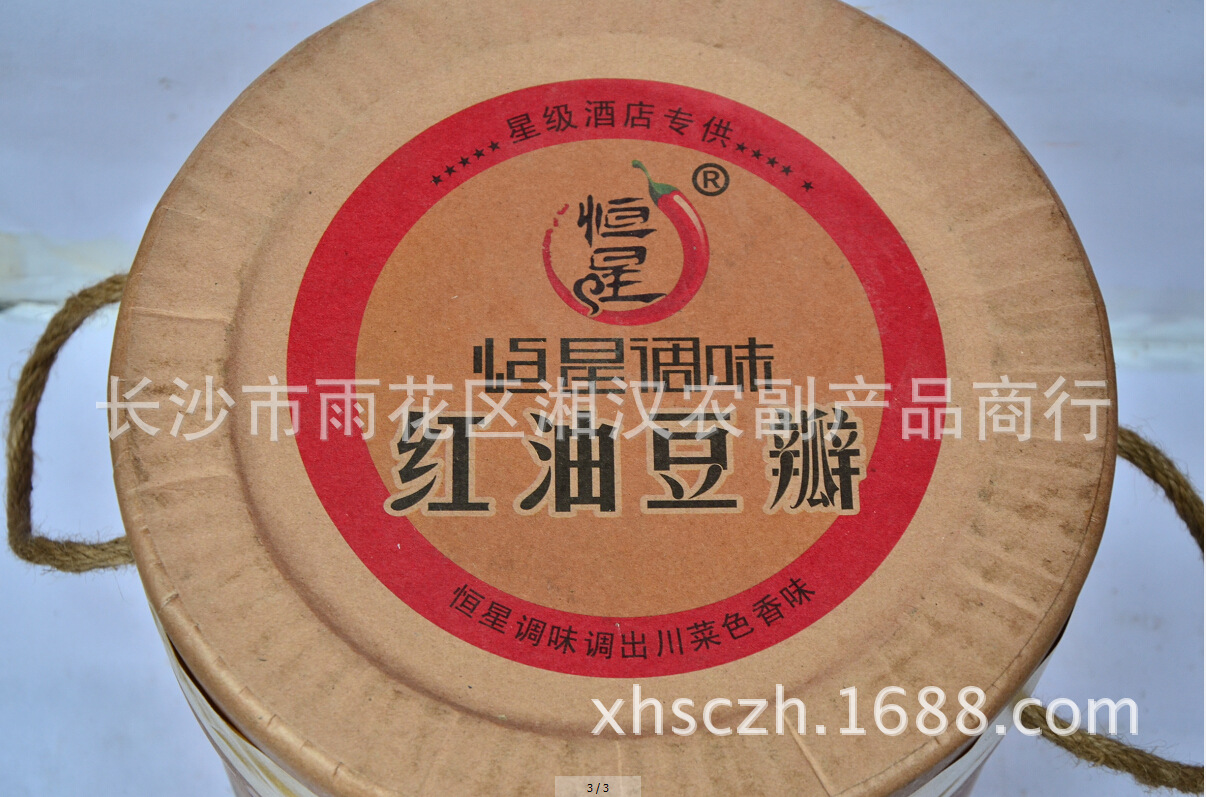 ★★★★★星级酒店专供★★★★★
恒
星
®
恒星调味
长沙市雨花区湘汉农副产品商行
红油豆瓣
恒星调味调出川菜色香味
xhsczh.1688.com
3/3